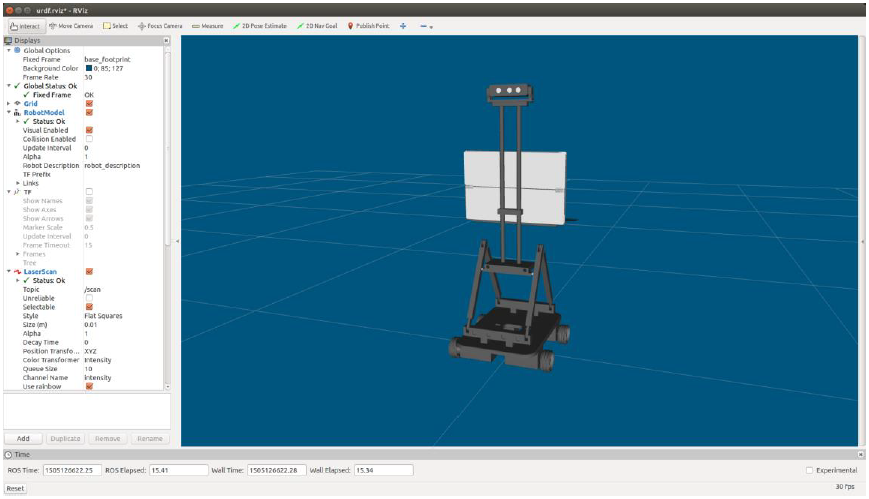 urdf.rviz* - RViz
Interact Move Camera Select Focus Camera Measure 2D Pose Estimate 2D Nav Goal Publish Point
Displays
Global Options
Fixed Frame base_footprint
Background Color 0; 85; 127
Frame Rate 30
Global Status: Ok
Fixed Frame OK
Grid
RobotModel
Status: Ok
Visual Enabled
Collision Enabled
Update Interval 0
Alpha 1
Robot Description robot_description
TF Prefix
Links
TF
Show Names
Show Axes
Show Arrows
Marker Scale 0.5
Update Interval 0
Frame Timeout 15
Frames
Tree
LaserScan
Status: Ok
Topic /scan
Unreliable
Selectable
Style Flat Squares
Size (m) 0.01
Alpha 1
Decay Time 0
Position Transfo... XYZ
Color Transformer Intensity
Queue Size 10
Channel Name intensity
Use rainbow
Add Duplicate Remove Rename
Time
ROS Time: 1505126622.25 ROS Elapsed: 15.41 Wall Time: 1505126622.28 Wall Elapsed: 15.34 Experimental
Reset 30 fps